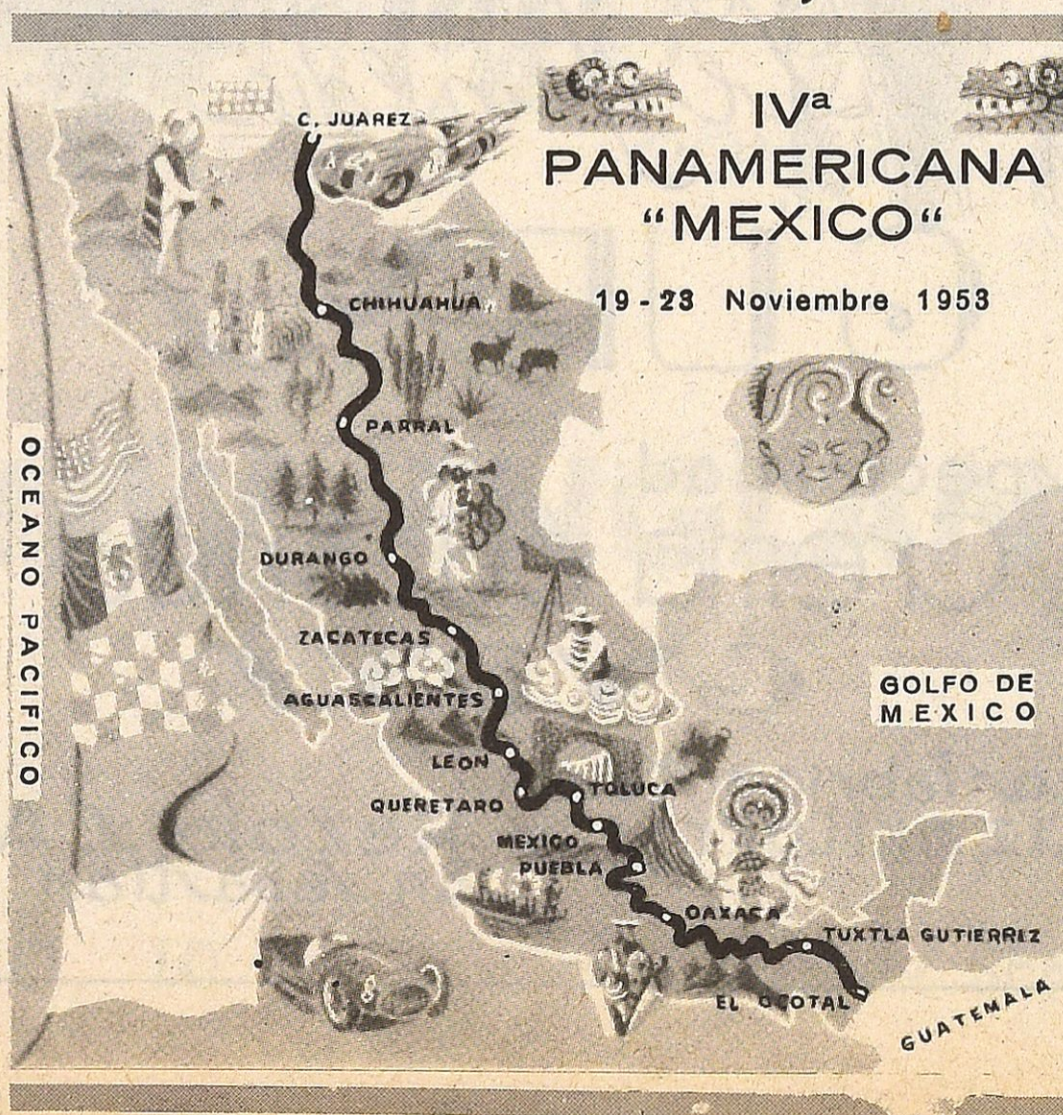 IVª
PANAMERICANA
“MEXICO“
19-23 Noviembre 1953
C. JUAREZ
CHIHUAHUA
PARRAL
DURANGO
ZACATECAS
AGUASCALIENTES
LEON
QUERETARO
TOLUCA
MEXICO
PUEBLA
OAXACA
TUXTLA GUTIERREZ
EL OCOTAL
GUATEMALA
OCEANO PACIFICO
GOLFO DE
MEXICO
8